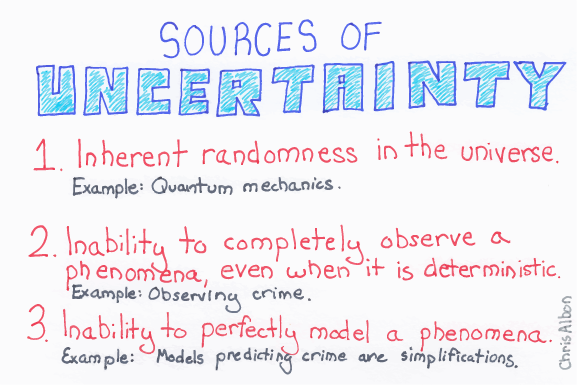 SOURCES OF
UNCERTAINTY
1. Inherent randomness in the universe.
Example: Quantum mechanics.
2. Inability to completely observe a
phenomena, even when it is deterministic.
Example: Observing crime.
3. Inability to perfectly model a phenomena.
Example: Models predicting crime are simplifications.
Chris Albon